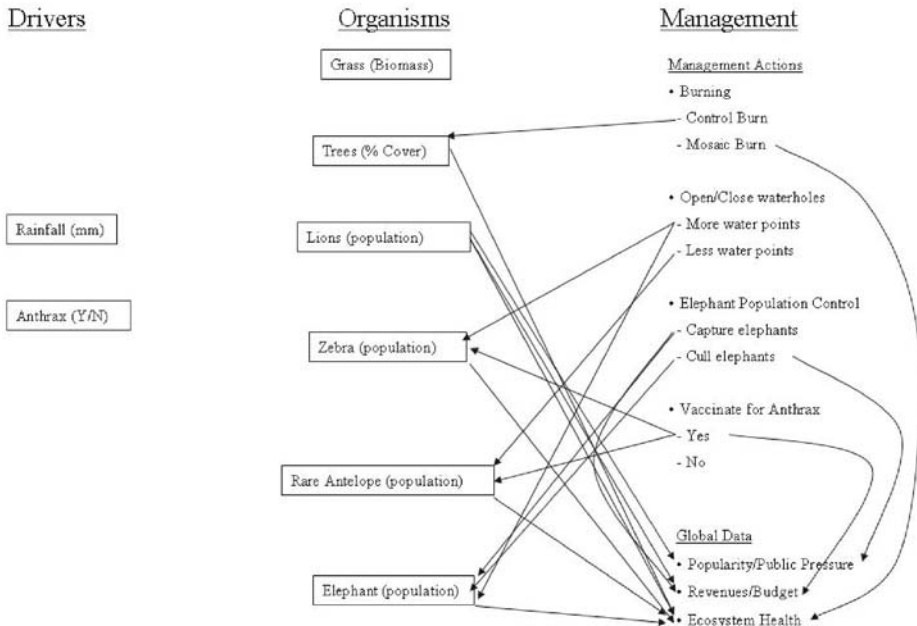 Drivers
Organisms
Management
Grass (Biomass)
Trees (% Cover)
Lions (population)
Zebra (population)
Rare Antelope (population)
Elephant (population)
Rainfall (mm)
Anthrax (Y/N)
Management Actions
• Burning
- Control Burn
- Mosaic Burn
• Open/Close waterholes
- More water points
- Less water points
• Elephant Population Control
- Capture elephants
- Cull elephants
• Vaccinate for Anthrax
- Yes
- No
Global Data
• Popularity/Public Pressure
• Revenues/Budget
• Ecosystem Health